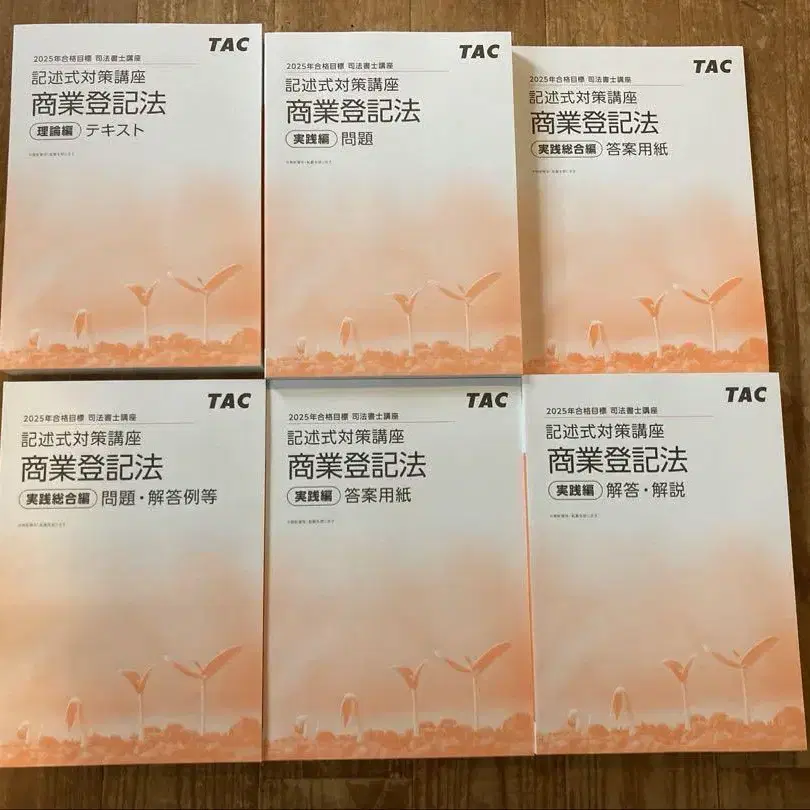 TAC
2025年合格目標 司法書士講座
記述式対策講座
商業登記法
理論編 テキスト
TAC
2025年合格目標 司法書士講座
記述式対策講座
商業登記法
実践編 問題
TAC
2025年合格目標 司法書士講座
記述式対策講座
商業登記法
実践総合編 答案用紙
TAC
2025年合格目標 司法書士講座
記述式対策講座
商業登記法
実践総合編 問題・解答例等
TAC
2025年合格目標 司法書士講座
記述式対策講座
商業登記法
実践編 答案用紙
TAC
2025年合格目標 司法書士講座
記述式対策講座
商業登記法
実践編 解答・解説